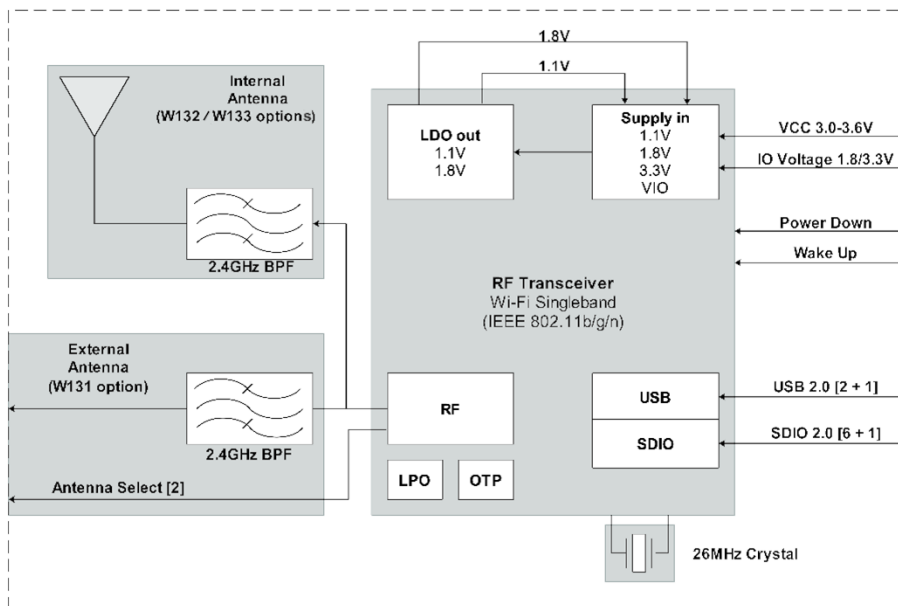 1.8V
1.1V
Internal
Antenna
(W132 / W133 options)
2.4GHz BPF
LDO out
1.1V
1.8V
Supply in
1.1V
1.8V
3.3V
VIO
VCC 3.0-3.6V
IO Voltage 1.8/3.3V
Power Down
Wake Up
RF Transceiver
Wi-Fi Singleband
(IEEE 802.11b/g/n)
External
Antenna
(W131 option)
2.4GHz BPF
Antenna Select [2]
RF
LPO
OTP
USB
SDIO
USB 2.0 [2 + 1]
SDIO 2.0 [6 + 1]
26MHz Crystal